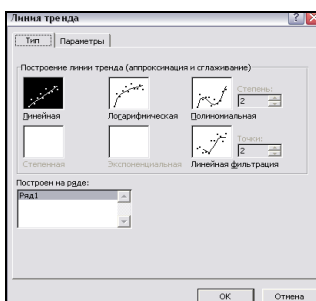 Линия тренда
Тип Параметры
Построение линии тренда (аппроксимация и сглаживание)
Степень:
2
Линейная Логарифмическая Полиномиальная
Точки:
2
Степенная Экспоненциальная Линейная фильтрация
Построен на ряде:
Ряд1
ОК Отмена